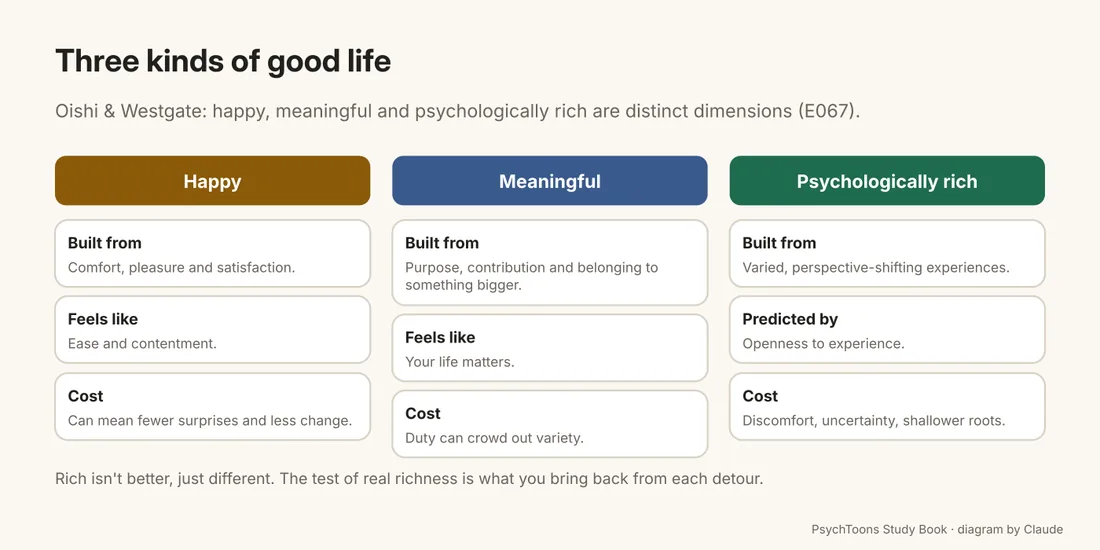 Three kinds of good life
Oishi & Westgate: happy, meaningful and psychologically rich are distinct dimensions (E067).
Happy
Built from
Comfort, pleasure and satisfaction.
Feels like
Ease and contentment.
Cost
Can mean fewer surprises and less change.
Meaningful
Built from
Purpose, contribution and belonging to
something bigger.
Feels like
Your life matters.
Cost
Duty can crowd out variety.
Psychologically rich
Built from
Varied, perspective-shifting experiences.
Predicted by
Openness to experience.
Cost
Discomfort, uncertainty, shallower roots.
Rich isn't better, just different. The test of real richness is what you bring back from each detour.
PsychToons Study Book · diagram by Claude